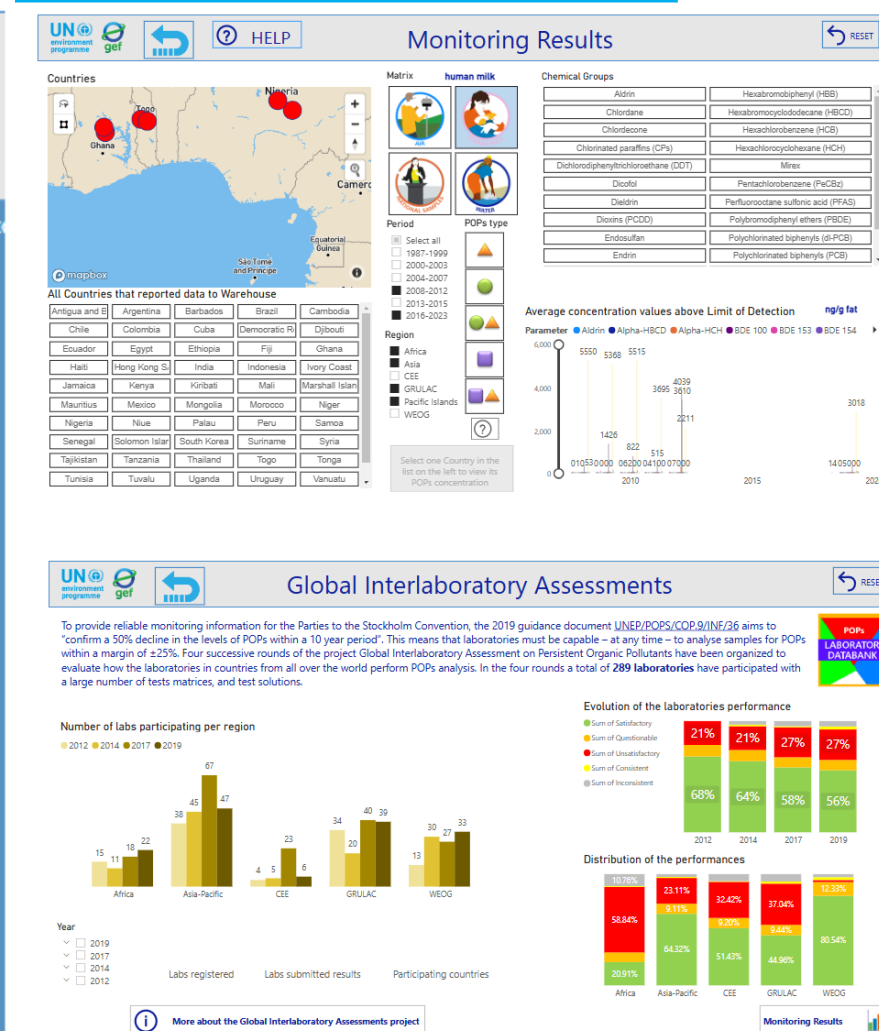 UN
environment
programme
gef
HELP
Monitoring Results
RESET
Countries
Nigeria
Togo
Ghana
Equatorial
Guinea
São Tomé
and Príncipe
mapbox
Matrix human milk
AIR
NATIONAL SAMPLES
WATER
Period
Select all
1987-1999
2000-2003
2004-2007
2008-2012
2013-2015
2016-2023
POPs type
Region
Africa
Asia
CEE
GRULAC
Pacific Islands
WEOG
Select one Country in the
list on the left to view its
POPs concentration
Chemical Groups
Aldrin Hexabromobiphenyl (HBB)
Chlordane Hexabromocyclododecane (HBCD)
Chlordecone Hexachlorobenzene (HCB)
Chlorinated paraffins (CPs) Hexachlorocyclohexane (HCH)
Dichlorodiphenyltrichloroethane (DDT) Mirex
Dicofol Pentachlorobenzene (PeCBz)
Dieldrin Perfluorooctane sulfonic acid (PFAS)
Dioxins (PCDD) Polybromodiphenyl ethers (PBDE)
Endosulfan Polychlorinated biphenyls (dl-PCB)
Endrin Polychlorinated biphenyls (PCB)
All Countries that reported data to Warehouse
Antigua and B Argentina Barbados Brazil Cambodia
Chile Colombia Cuba Democratic R Djibouti
Ecuador Egypt Ethiopia Fiji Ghana
Haiti Hong Kong S. India Indonesia Ivory Coast
Jamaica Kenya Kiribati Mali Marshall Islan
Mauritius Mexico Mongolia Morocco Niger
Nigeria Niue Palau Peru Samoa
Senegal Solomon Islar South Korea Suriname Syria
Tajikistan Tanzania Thailand Togo Tonga
Tunisia Tuvalu Uganda Uruguay Vanuatu
Average concentration values above Limit of Detection ng/g fat
Parameter Aldrin Alpha-HBCD Alpha-HCH BDE 100 BDE 153 BDE 154
6,000
4,000
2,000
0
5550 5368 5515
3695 4039
3610
3018
2211
1426
822
515
2010 2015
UN
environment
programme
gef
Global Interlaboratory Assessments
To provide reliable monitoring information for the Parties to the Stockholm Convention, the 2019 guidance document UNEP/POPS/COP.9/INF/36 aims to
"confirm a 50% decline in the levels of POPs within a 10 year period". This means that laboratories must be capable – at any time – to analyse samples for POPs
within a margin of ±25%. Four successive rounds of the project Global Interlaboratory Assessment on Persistent Organic Pollutants have been organized to
evaluate how the laboratories in countries from all over the world perform POPs analysis. In the four rounds a total of 289 laboratories have participated with
a large number of tests matrices, and test solutions.
POPs
LABORATOR
DATABANK
Number of labs participating per region
2012 2014 2017 2019
15 11 18 22
38 45 67 47
4 5 23 6
34 20 40 39
13 30 27 33
Africa Asia-Pacific CEE GRULAC WEOG
Year
2019
2017
2014
2012
Labs registered Labs submitted results Participating countries
More about the Global Interlaboratory Assessments project
Evolution of the laboratories performance
Sum of Satisfactory
Sum of Questionable
Sum of Unsatisfactory
Sum of Consistent
Sum of Inconsistent
21% 21% 27% 27%
68% 64% 58% 56%
2012 2014 2017 2019
Distribution of the performances
10.76%
58.84% 23.11% 32.42% 37.04% 12.33%
9.11% 9.20% 9.44%
20.91% 64.32% 51.43% 44.96% 80.54%
Africa Asia-Pacific CEE GRULAC WEOG
Monitoring Results